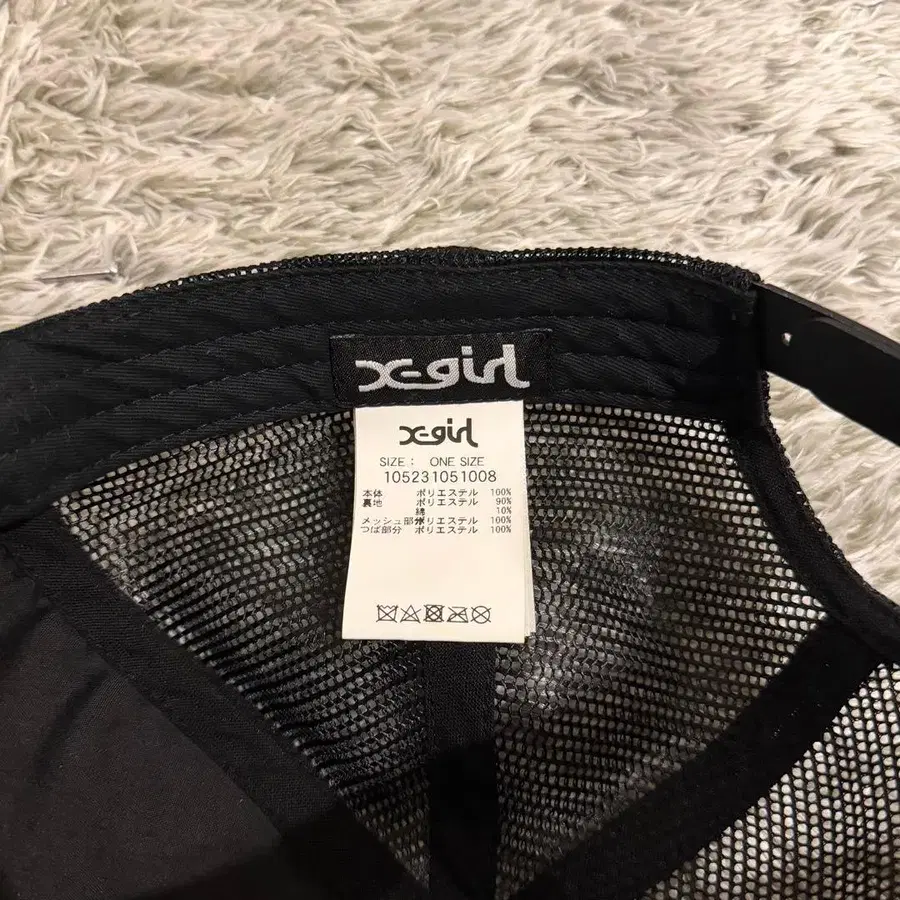 X-girl
X-girl
SIZE : ONE SIZE
105231051008
本体 ポリエステル 100%
裏地 ポリエステル 90%
綿 10%
メッシュ部分 ポリエステル 100%
つば部分 ポリエステル 100%